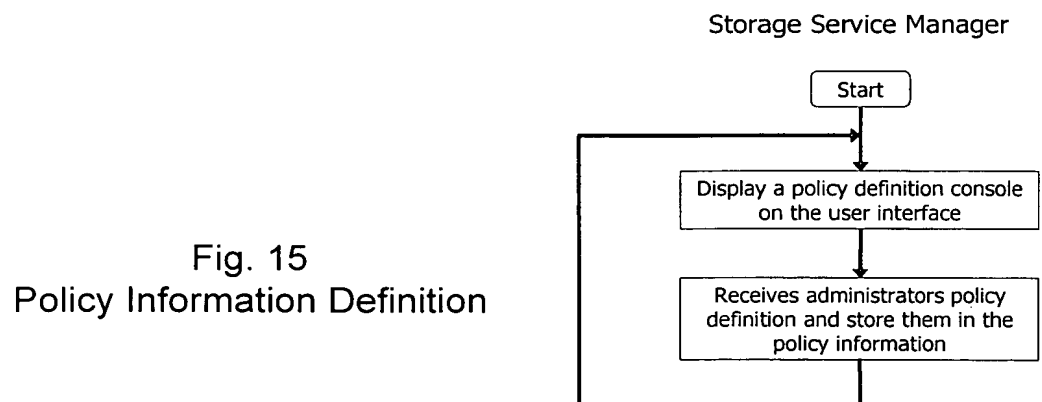 Storage Service Manager
Start
Display a policy definition console
on the user interface
Fig. 15
Policy Information Definition
Receives administrators policy
definition and store them in the
policy information